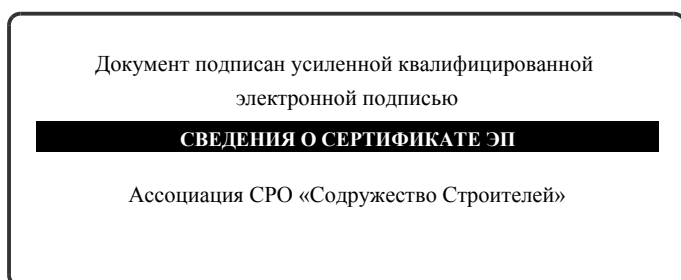 Документ подписан усиленной квалифицированной
электронной подписью
СВЕДЕНИЯ О СЕРТИФИКАТЕ ЭП
Ассоциация СРО «Содружество Строителей»